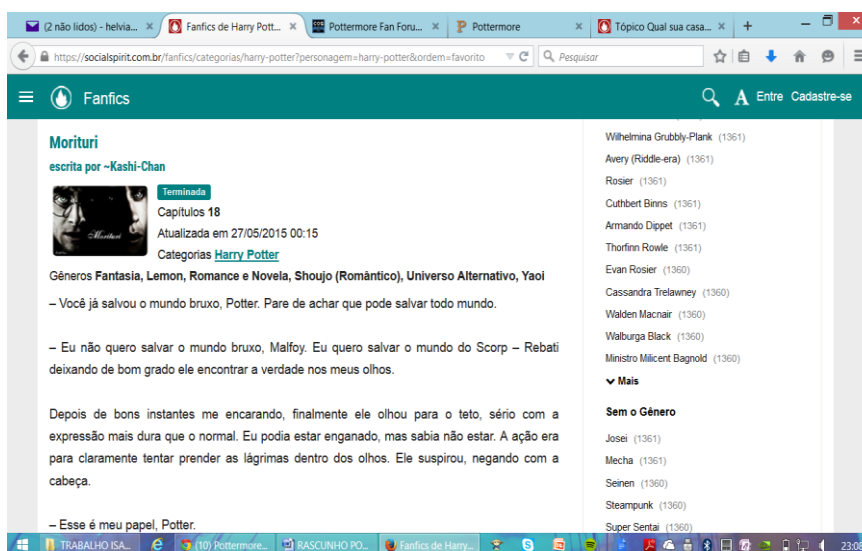 (2 não lidos) - helvia...
Fanfics de Harry Pott...
Pottermore Fan Foru...
Pottermore
Tópico Qual sua casa...
https://socialspirit.com.br/fanfics/categorias/harry-potter?personagem=harry-potter&ordem=favorito
Pesquisar
Fanfics
A Entre Cadastre-se
Morituri
escrita por ~Kashi-Chan
Morituri
Terminada
Capítulos 18
Atualizada em 27/05/2015 00:15
Categorias Harry Potter
Gêneros Fantasia, Lemon, Romance e Novela, Shoujo (Romântico), Universo Alternativo, Yaoi
– Você já salvou o mundo bruxo, Potter. Pare de achar que pode salvar todo mundo.
– Eu não quero salvar o mundo bruxo, Malfoy. Eu quero salvar o mundo do Scorp – Rebati
deixando de bom grado ele encontrar a verdade nos meus olhos.
Depois de bons instantes me encarando, finalmente ele olhou para o teto, sério com a
expressão mais dura que o normal. Eu podia estar enganado, mas sabia não estar. A ação era
para claramente tentar prender as lágrimas dentro dos olhos. Ele suspirou, negando com a
cabeça.
– Esse é meu papel, Potter.
Wilhelmina Grubbly-Plank (1361)
Avery (Riddle-era) (1361)
Rosier (1361)
Cuthbert Binns (1361)
Armando Dippet (1361)
Thorfinn Rowle (1361)
Evan Rosier (1360)
Cassandra Trelawney (1360)
Walden Macnair (1360)
Walburga Black (1360)
Ministro Milicent Bagnold (1360)
Mais
Sem o Gênero
Josei (1361)
Mecha (1361)
Seinen (1360)
Steampunk (1360)
Super Sentai (1360)
TRABALHO ISA...
(10) Pottermore...
RASCUNHO PO...
Fanfics de Harry...